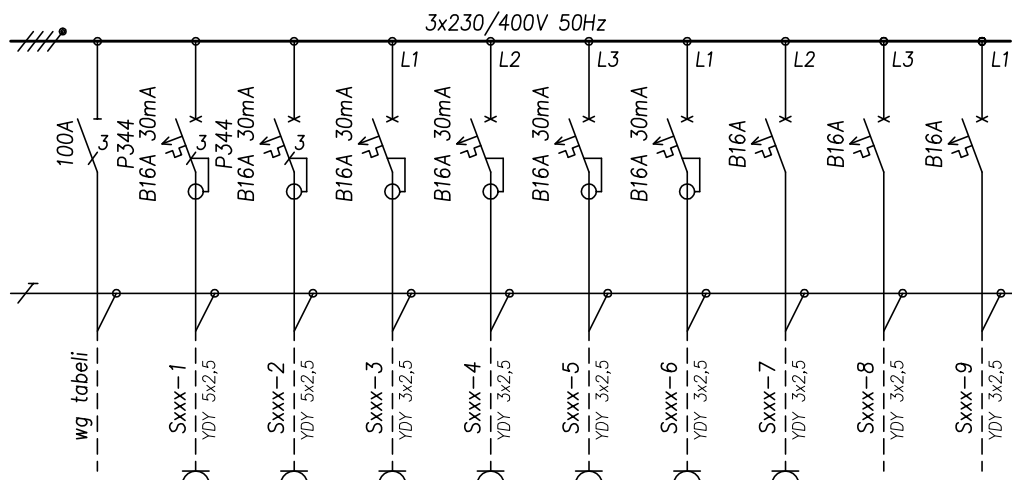 3x230/400V 50Hz
L1
L2
L3
L1
L2
L3
L1
100A
3
P344
B16A 30mA
3
P344
B16A 30mA
3
B16A 30mA
B16A 30mA
B16A 30mA
B16A 30mA
B16A
B16A
B16A
wg tabeli
Sxxx-1
YDY 5x2,5
Sxxx-2
YDY 5x2,5
Sxxx-3
YDY 3x2,5
Sxxx-4
YDY 3x2,5
Sxxx-5
YDY 3x2,5
Sxxx-6
YDY 3x2,5
Sxxx-7
YDY 3x2,5
Sxxx-8
YDY 3x2,5
Sxxx-9
YDY 3x2,5